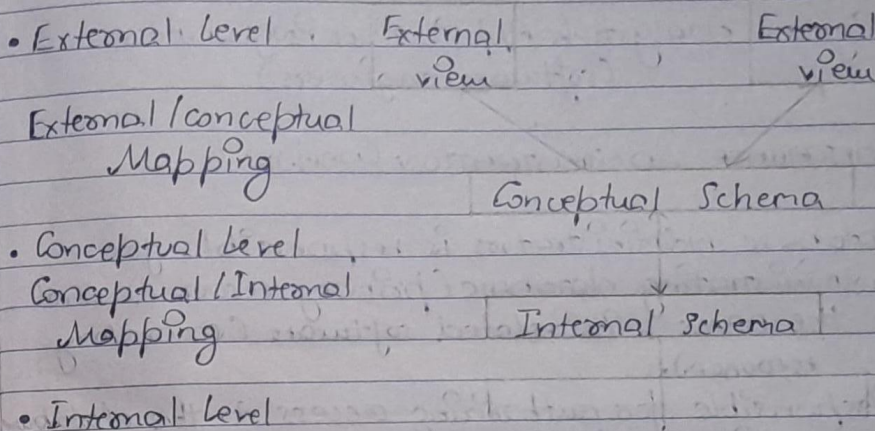 • External Level External External
view view
External / conceptual
Mapping
Conceptual Schema
• Conceptual Level
Conceptual / Internal
Mapping Internal Schema
• Internal Level